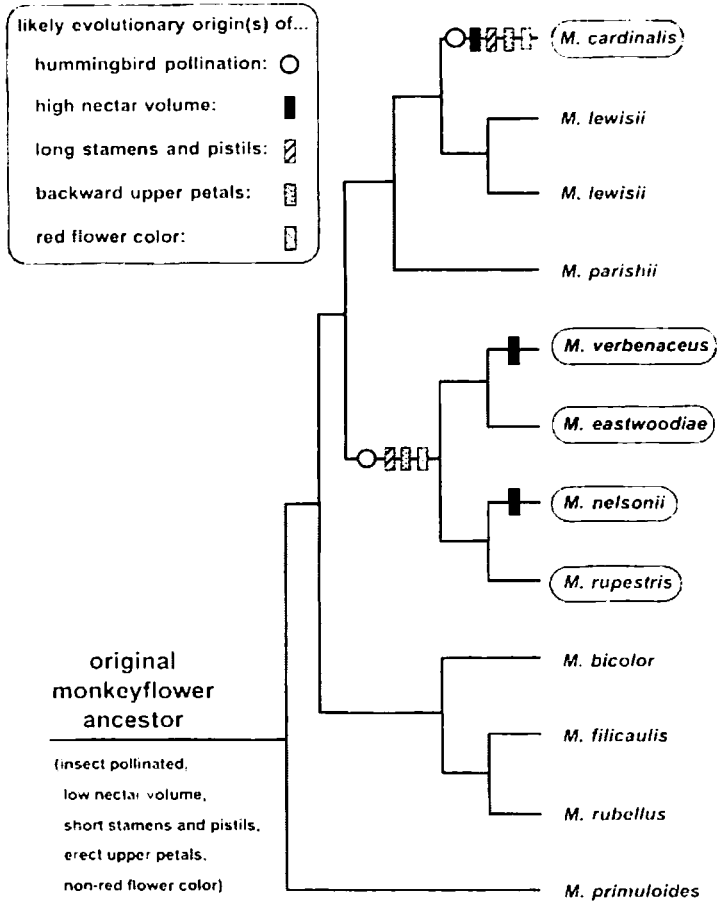 likely evolutionary origin(s) of...
hummingbird pollination:
high nectar volume:
long stamens and pistils:
backward upper petals:
red flower color:
M. cardinalis
M. lewisii
M. lewisii
M. parishii
M. verbenaceus
M. eastwoodiae
M. nelsonii
M. rupestris
M. bicolor
M. filicaulis
M. rubellus
M. primuloides
original
monkeyflower
ancestor
(insect pollinated,
low nectar volume,
short stamens and pistils,
erect upper petals,
non-red flower color)